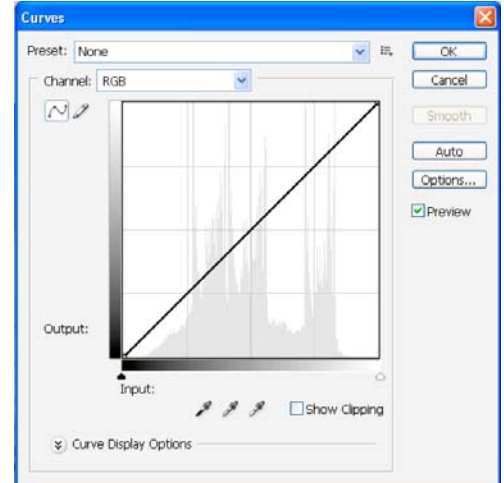 Curves
Preset: None
OK
Channel: RGB
Cancel
Smooth
Auto
Options...
Preview
Output:
Input:
Show Clipping
Curve Display Options